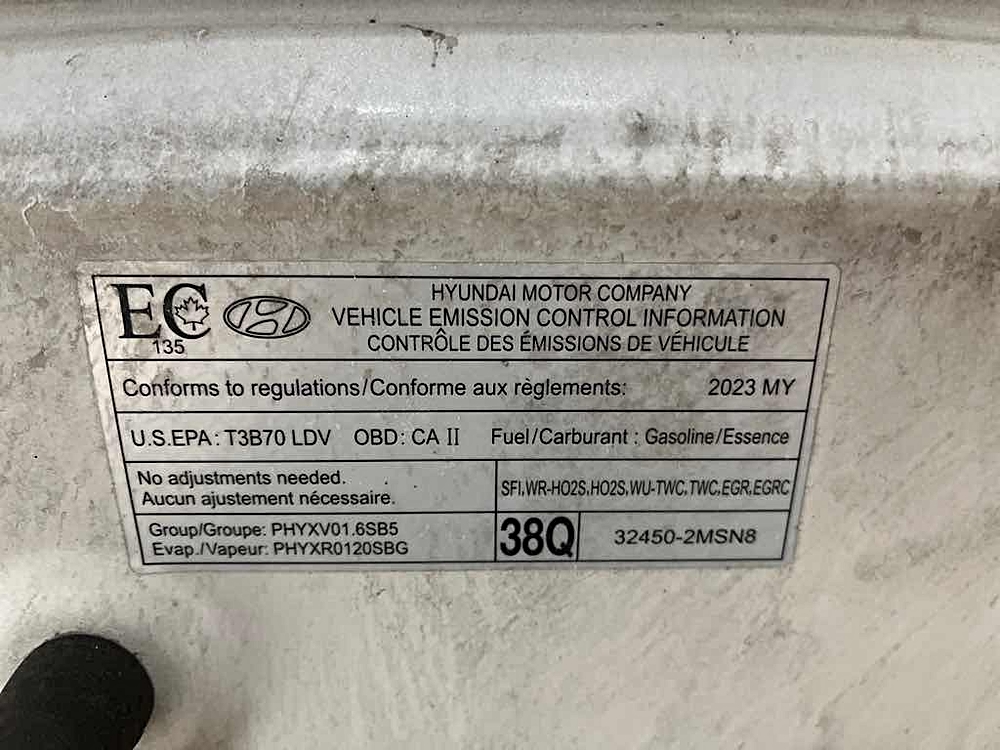 EC
135
HYUNDAI MOTOR COMPANY
VEHICLE EMISSION CONTROL INFORMATION
CONTRÔLE DES ÉMISSIONS DE VÉHICULE
Conforms to regulations/Conforme aux règlements: 2023 MY
U.S.EPA: T3B70 LDV OBD: CA II Fuel/Carburant : Gasoline/Essence
No adjustments needed.
Aucun ajustement nécessaire.
SFI,WR-HO2S,HO2S,WU-TWC,TWC,EGR,EGRC
Group/Groupe: PHYXV01.6SB5
Evap./Vapeur: PHYXR0120SBG
38Q
32450-2MSN8